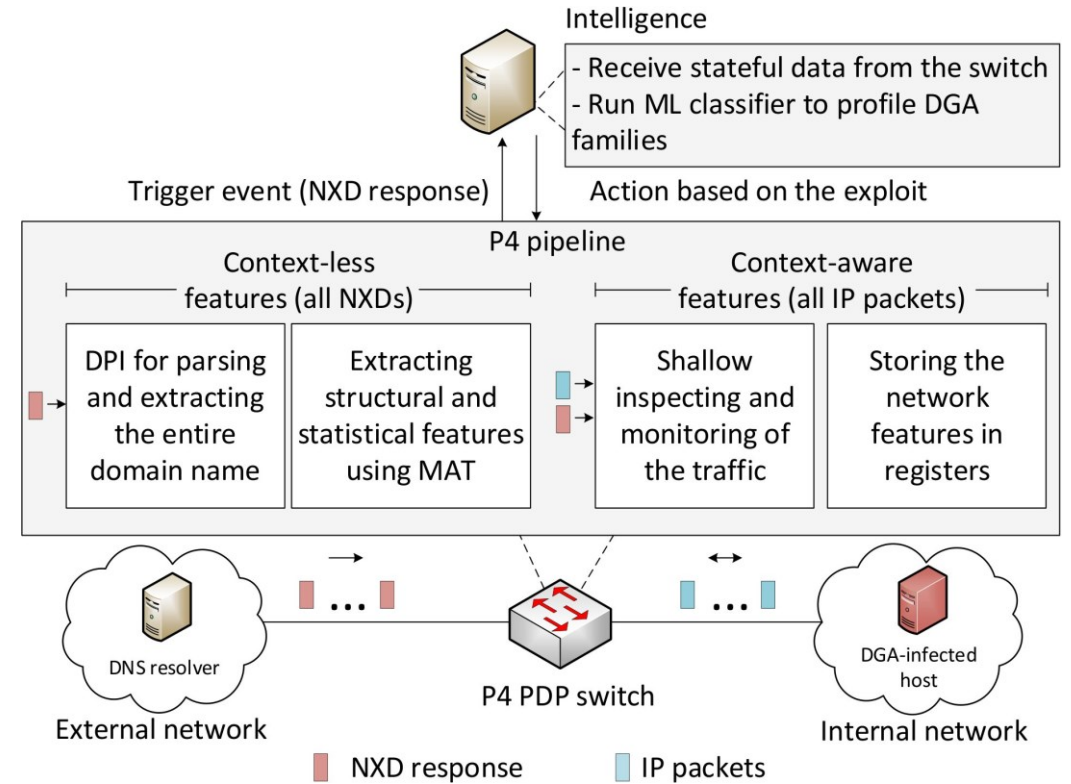 Intelligence
- Receive stateful data from the switch
- Run ML classifier to profile DGA
families
Trigger event (NXD response)
Action based on the exploit
P4 pipeline
Context-less
features (all NXDs)
Context-aware
features (all IP packets)
DPI for parsing
and extracting
the entire
domain name
Extracting
structural and
statistical features
using MAT
Shallow
inspecting and
monitoring of
the traffic
Storing the
network
features in
registers
DNS resolver
External network
P4 PDP switch
DGA-infected
host
Internal network
NXD response
IP packets